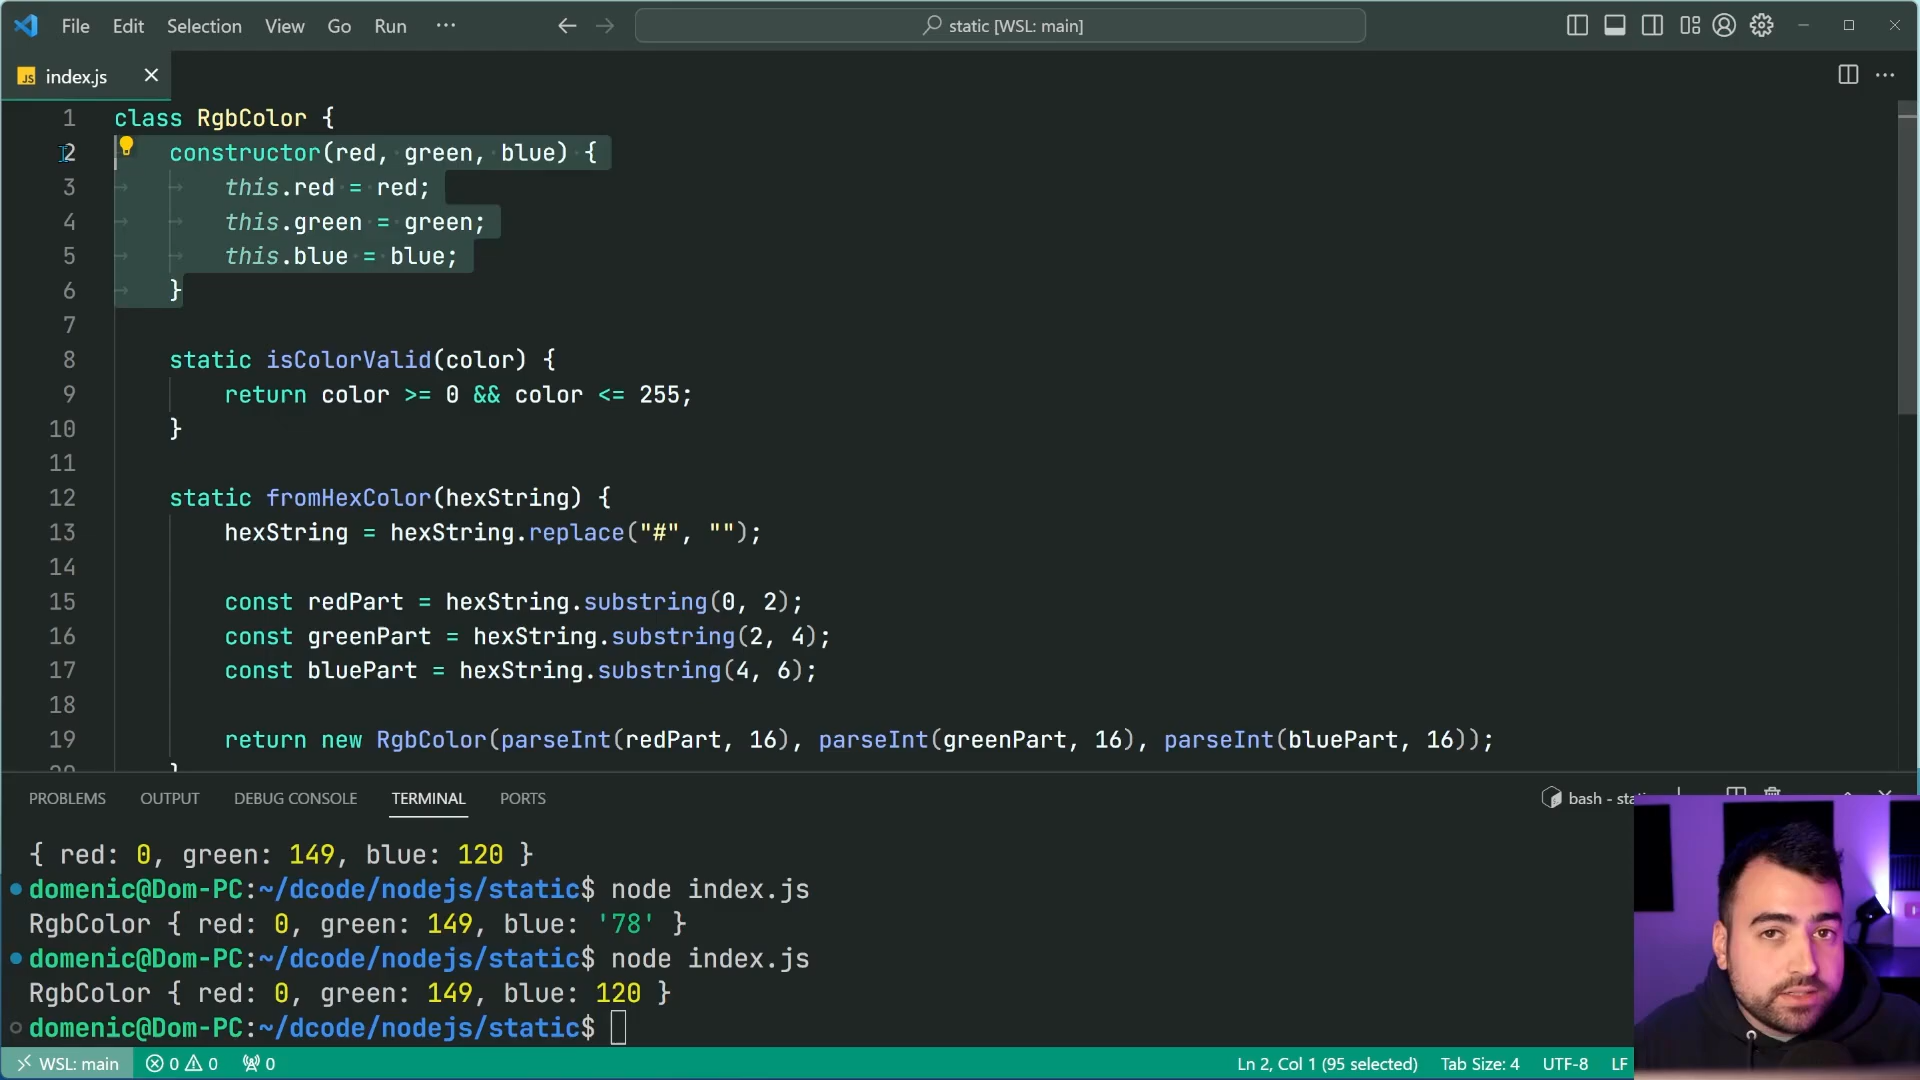 File Edit Selection View Go Run ··· static [WSL: main]
JS index.js
1 class RgbColor {
2 constructor(red, green, blue) {
3 this.red = red;
4 this.green = green;
5 this.blue = blue;
6 }
7
8 static isColorValid(color) {
9 return color >= 0 && color <= 255;
10 }
11
12 static fromHexColor(hexString) {
13 hexString = hexString.replace("#", "");
14
15 const redPart = hexString.substring(0, 2);
16 const greenPart = hexString.substring(2, 4);
17 const bluePart = hexString.substring(4, 6);
18
19 return new RgbColor(parseInt(redPart, 16), parseInt(greenPart, 16), parseInt(bluePart, 16));
PROBLEMS OUTPUT DEBUG CONSOLE TERMINAL PORTS bash -
{ red: 0, green: 149, blue: 120 }
domenic@Dom-PC:~/dcode/nodejs/static$ node index.js
RgbColor { red: 0, green: 149, blue: '78' }
domenic@Dom-PC:~/dcode/nodejs/static$ node index.js
RgbColor { red: 0, green: 149, blue: 120 }
domenic@Dom-PC:~/dcode/nodejs/static$
WSL: main 0 0 0 Ln 2, Col 1 (95 selected) Tab Size: 4 UTF-8 LF